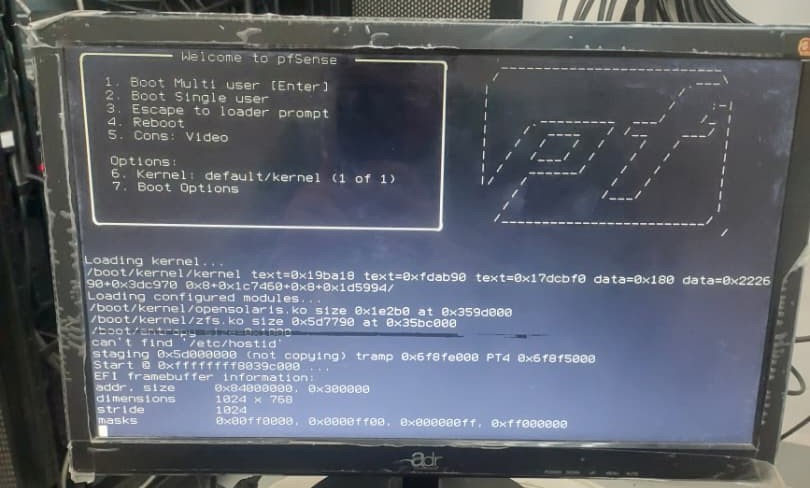 Welcome to pfSense
1. Boot Multi user [Enter]
2. Boot Single user
3. Escape to loader prompt
4. Reboot
5. Cons: Video
Options:
6. Kernel: default/kernel (1 of 1)
7. Boot Options
Loading kernel...
/boot/kernel/kernel text=0x19ba18 text=0xfdab90 text=0x17dcbf0 data=0x180 data=0x2226
90+0x3dc970 0x8+0x1c7460+0x8+0x1d5994/
Loading configured modules...
/boot/kernel/opensolaris.ko size 0x1e2b0 at 0x359d000
/boot/kernel/zfs.ko size 0x5d7790 at 0x35bc000
/boot/entropy size=0x1000
can't find '/etc/hostid'
staging 0x5d000000 (not copying) tramp 0x6f8fe000 PT4 0x6f8f5000
Start @ 0xffffffff8039c000 ...
EFI framebuffer information:
addr, size 0x84000000, 0x300000
dimensions 1024 x 768
stride 1024
masks 0x00ff0000, 0x0000ff00, 0x000000ff, 0xff000000
adr